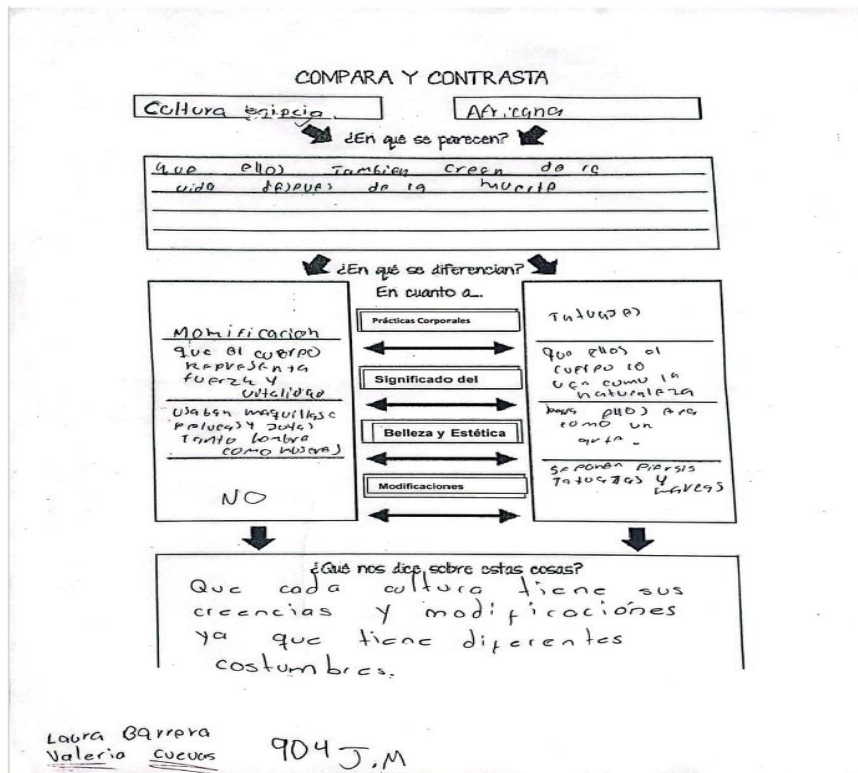 COMPARA Y CONTRASTA
Cultura egipcia. Africana
¿En qué se parecen?
que ellos Tambien creen de la
vida despues de la muerte
¿En qué se diferencian?
En cuanto a...
Momificacion
Prácticas Corporales
Tatuajes
que el cuerpo
representa
fuerza y
vitalidad
Significado del
que ellos el
cuerpo lo
ven como la
naturaleza
Usaban maquillaje
pelucas y Joyas
Tanto hombre
como mujeres
Belleza y Estética
para ellos era
como un
arte.
NO
Modificaciones
Se ponen Piersis
Tatuajes y
marcas
¿Qué nos dice sobre estas cosas?
Que cada cultura tiene sus
creencias y modificaciones
ya que tiene diferentes
costumbres.
Laura Barrera
Valeria Cuevas 904 J.M